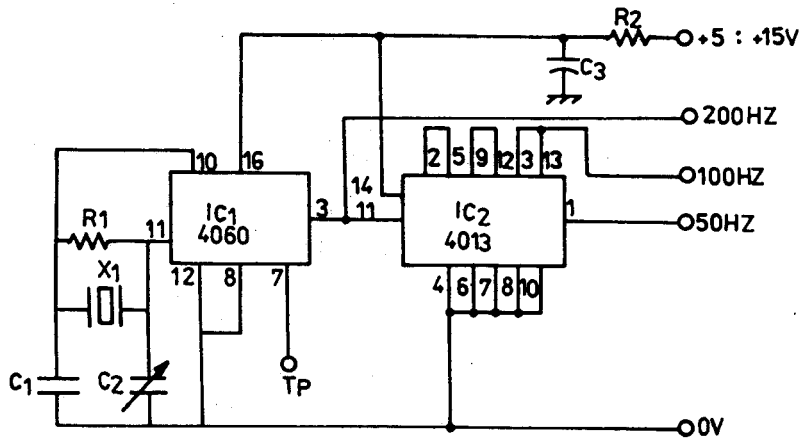 R2
+5 : +15V
C3
200HZ
2 5 9 12 3 13
100HZ
10 16
14
11
IC2
4013
1
50HZ
R1
11
IC1
4060
3
X1
12 8 7
4 6 7 8 10
C1
C2
TP
0V